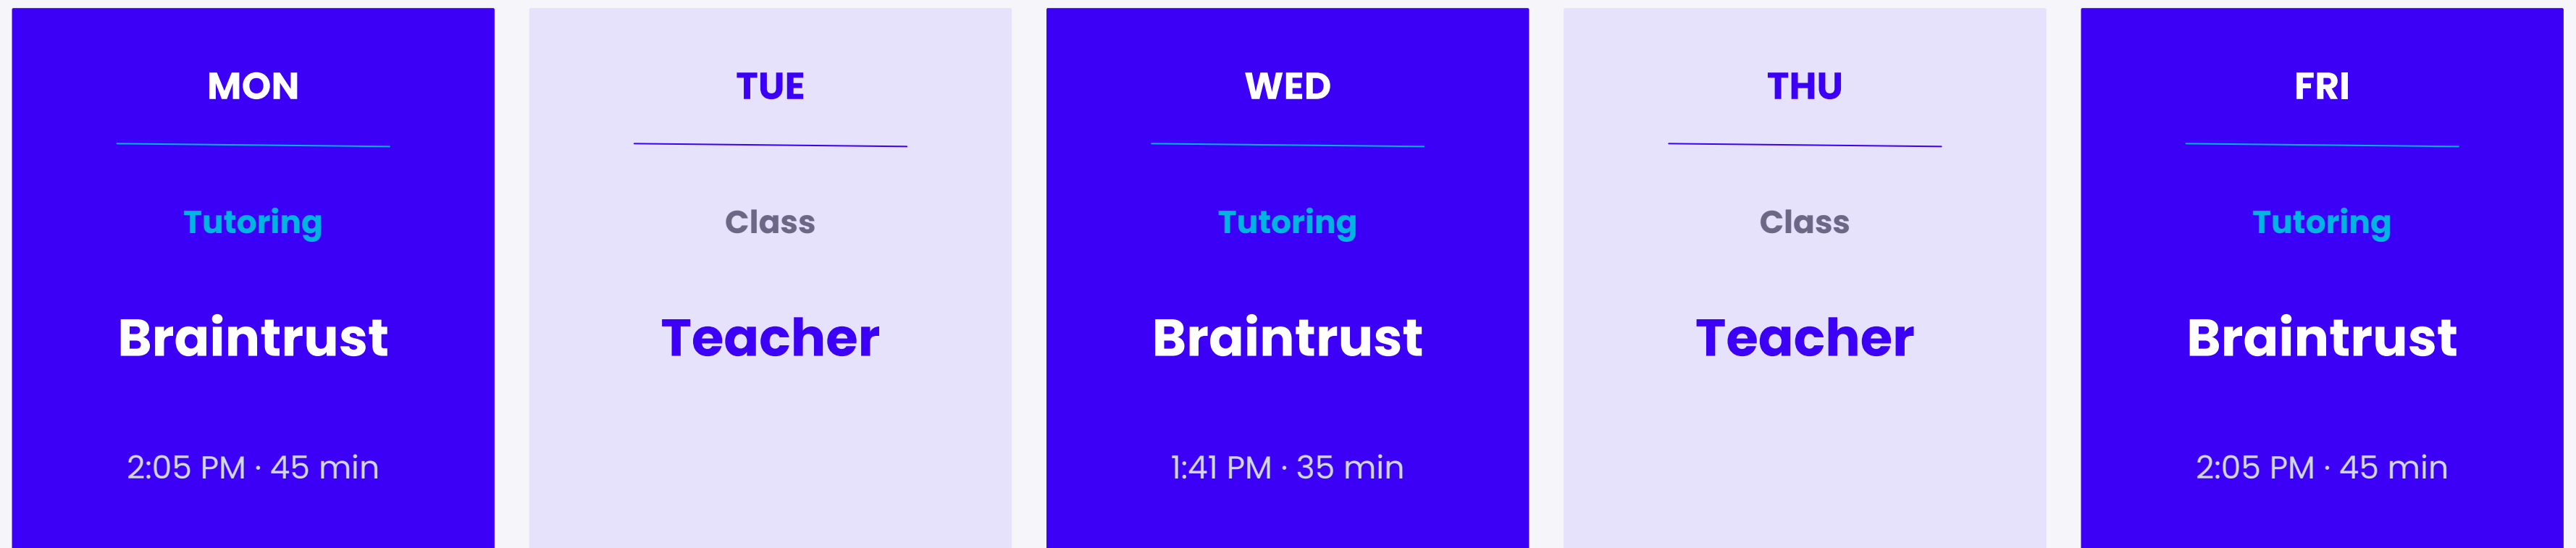 MON
Tutoring
Braintrust
2:05 PM · 45 min
TUE
Class
Teacher
WED
Tutoring
Braintrust
1:41 PM · 35 min
THU
Class
Teacher
FRI
Tutoring
Braintrust
2:05 PM · 45 min